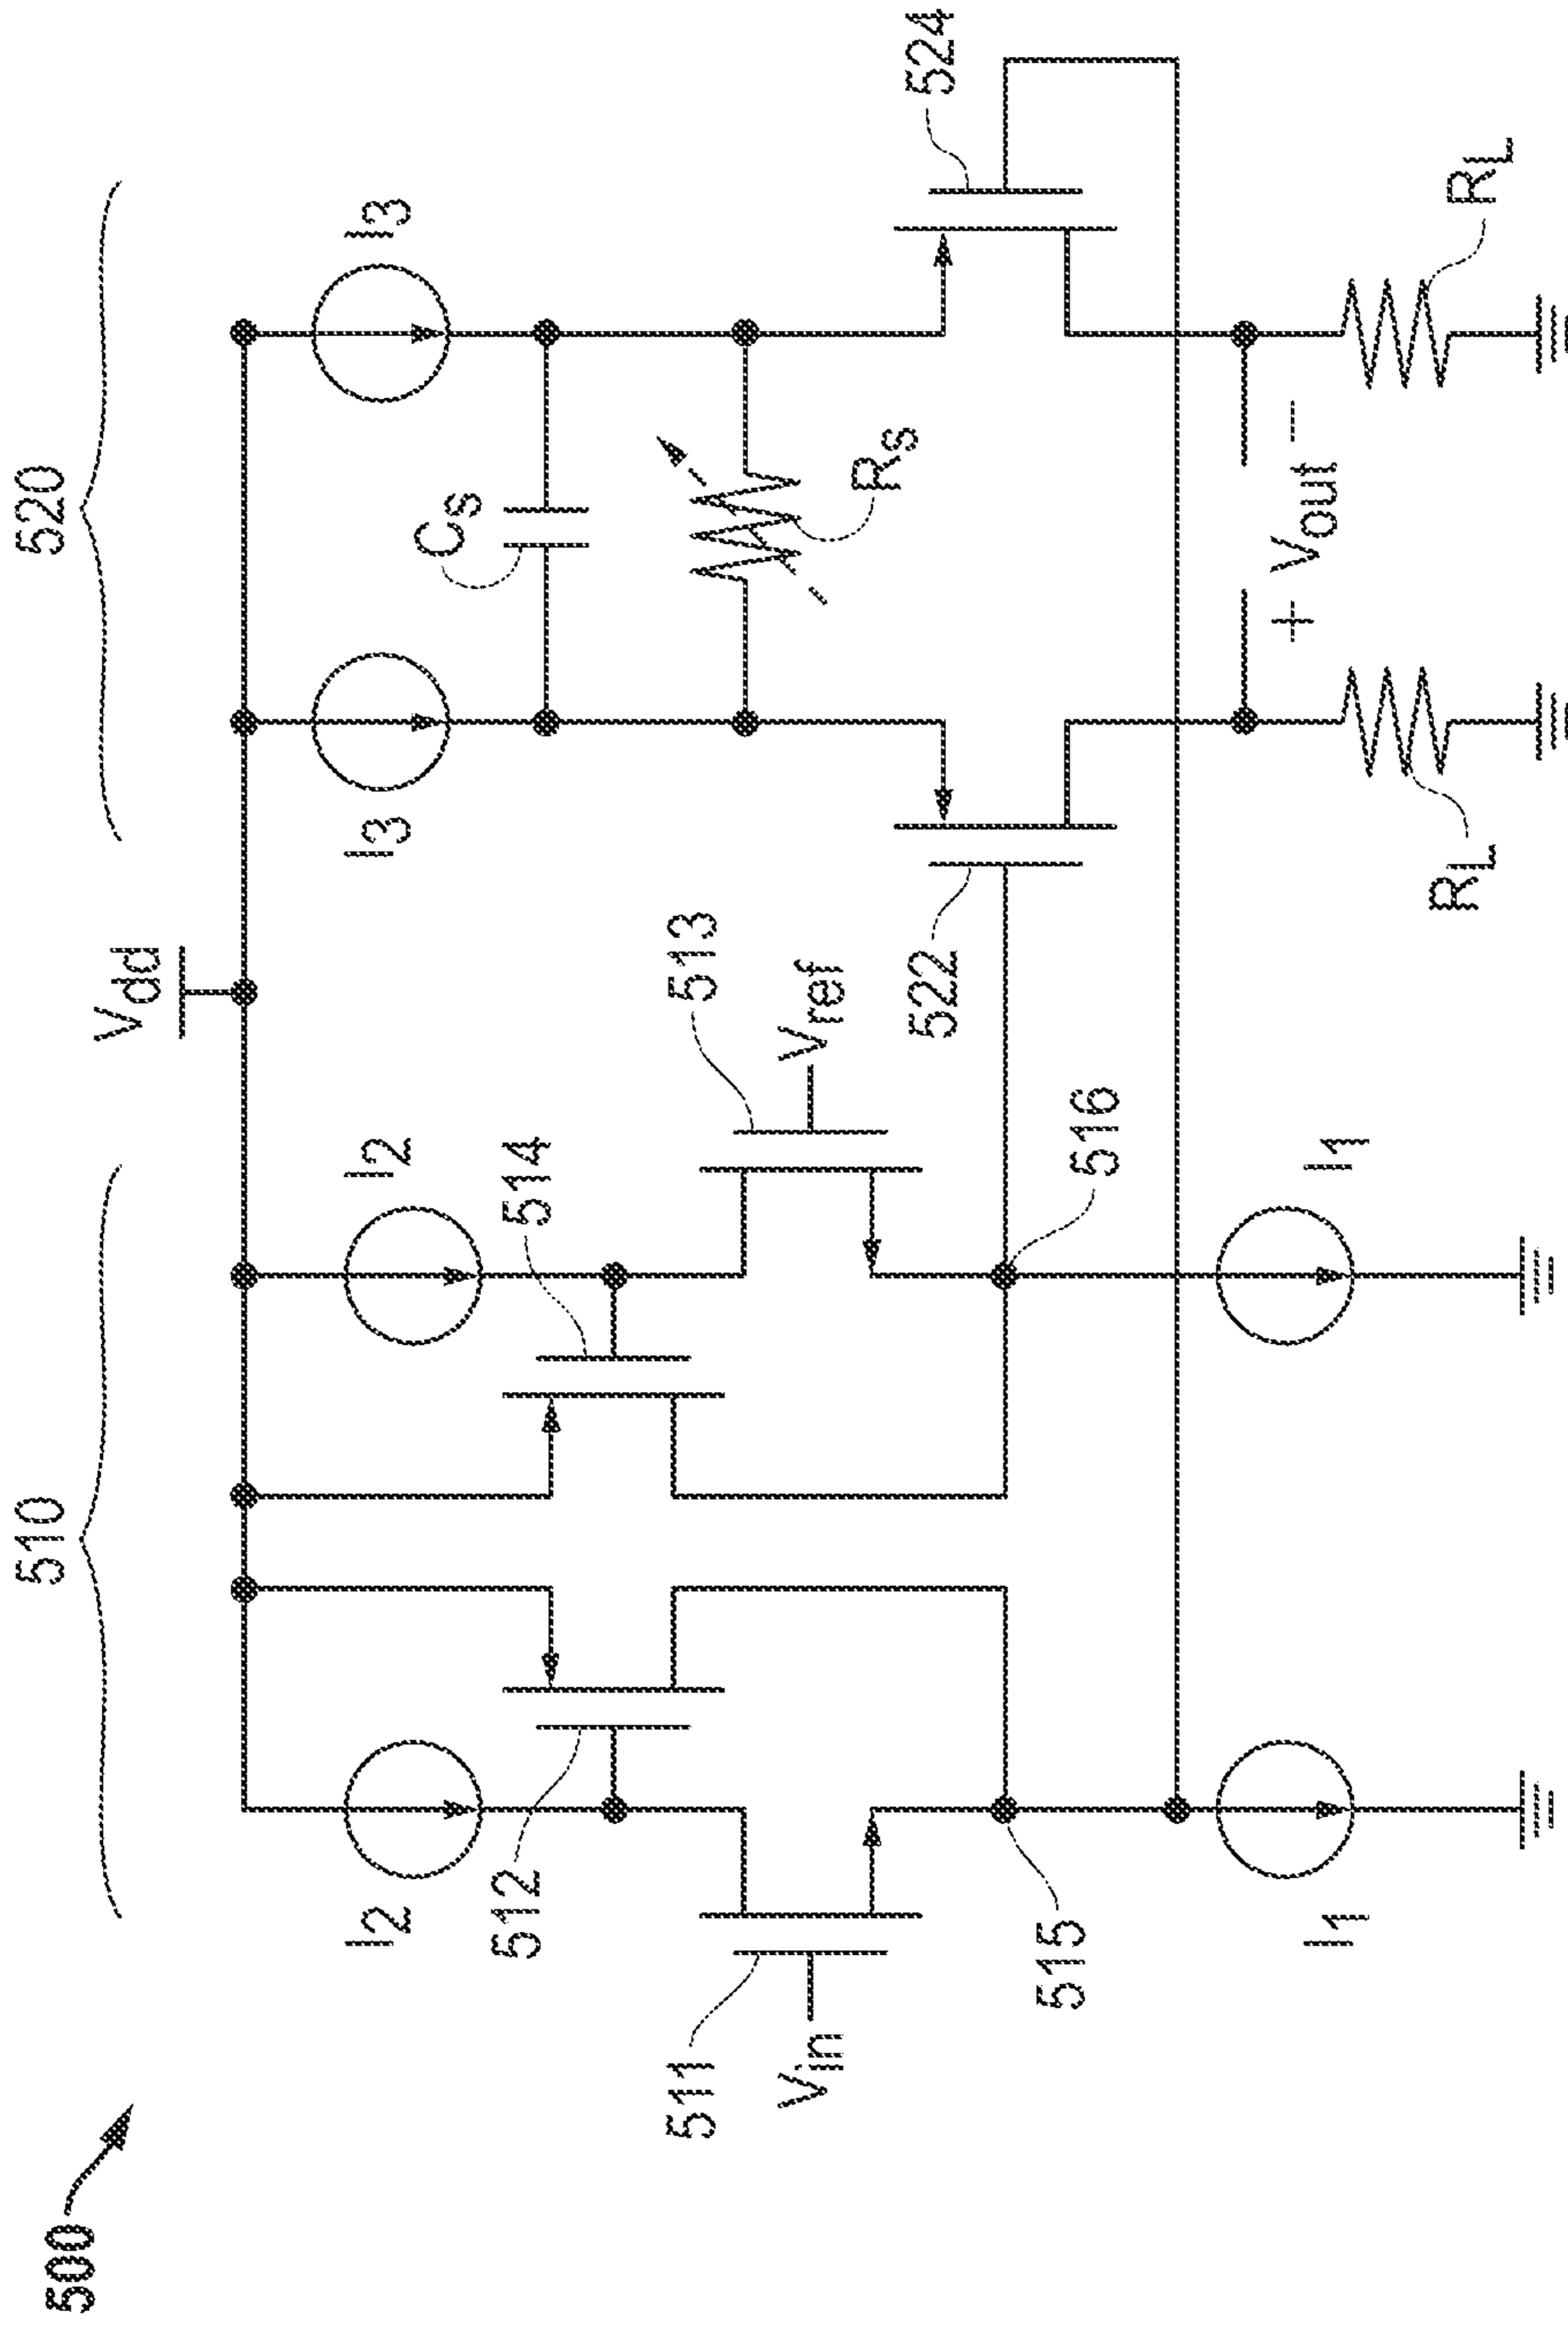 500
510
520
Vdd
I2
I2
I3
I3
514
512
Cs
Rs
513
511
Vin
Vref
522
524
515
516
+ Vout −
I1
I1
RL
RL